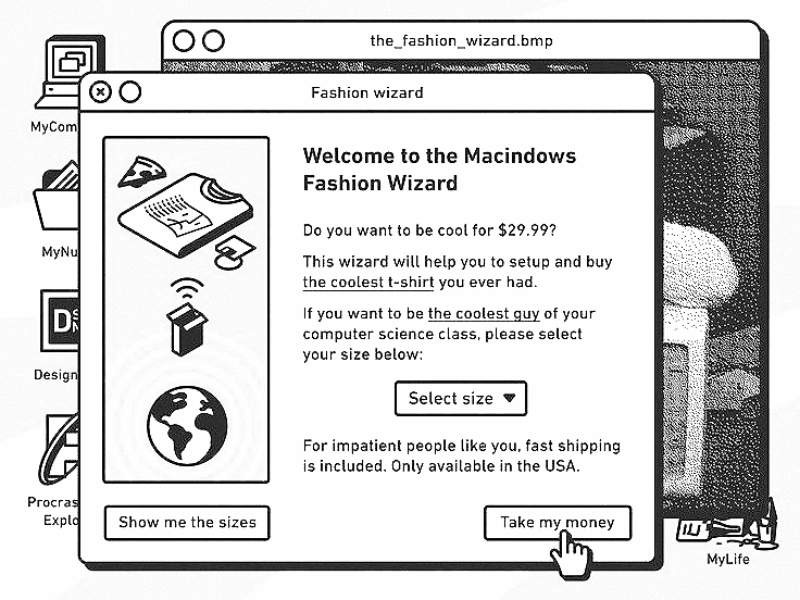 the_fashion_wizard.bmp
Fashion wizard
Welcome to the Macindows
Fashion Wizard
Do you want to be cool for $29.99?
This wizard will help you to setup and buy
the coolest t-shirt you ever had.
If you want to be the coolest guy of your
computer science class, please select
your size below:
Select size
For impatient people like you, fast shipping
is included. Only available in the USA.
Show me the sizes
Take my money
MyCom
MyNu
Design
Procras
Explo
MyLife